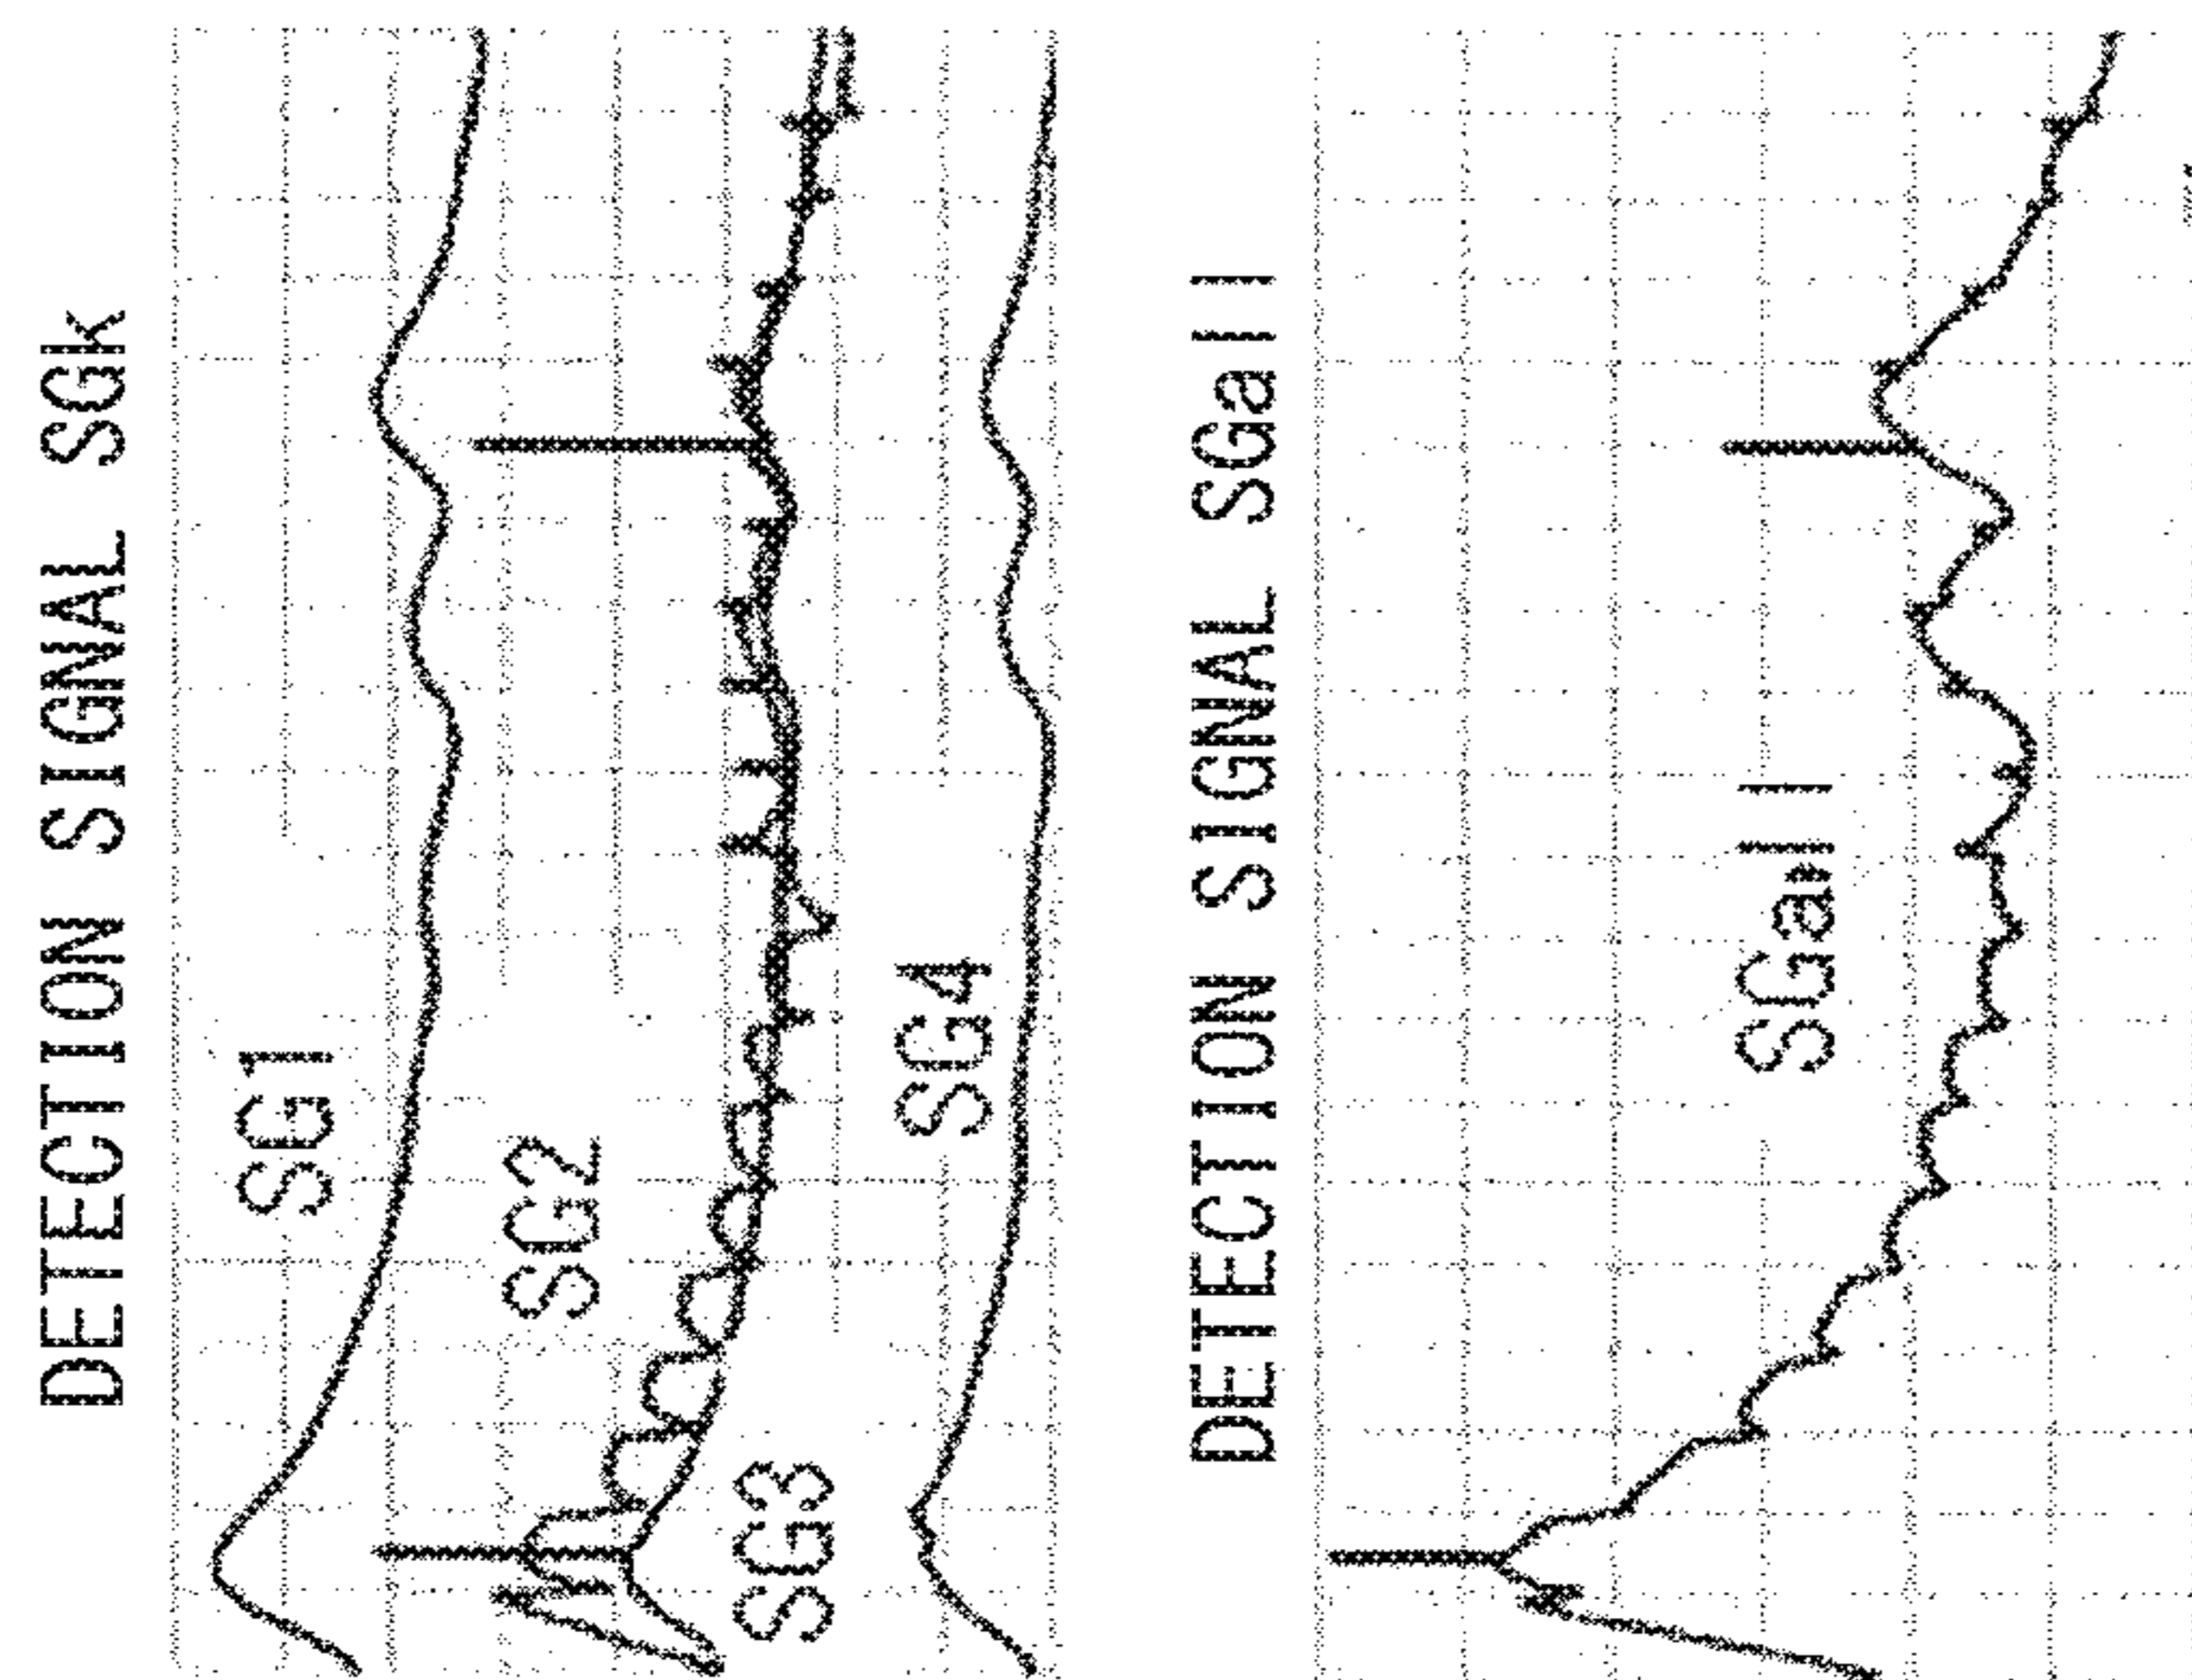 DETECTION SIGNAL SGk
SG1
SG2
SG3
SG4
DETECTION SIGNAL SGall
SGall